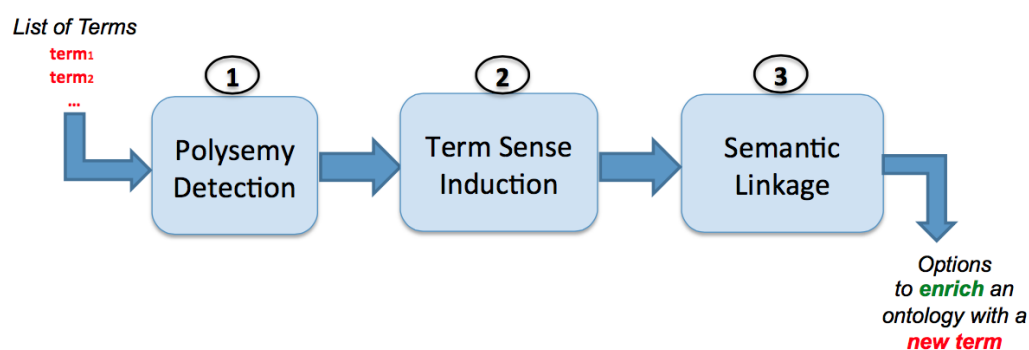 List of Terms
term1
term2
...
1
Polysemy
Detection
2
Term Sense
Induction
3
Semantic
Linkage
Options
to enrich an
ontology with a
new term